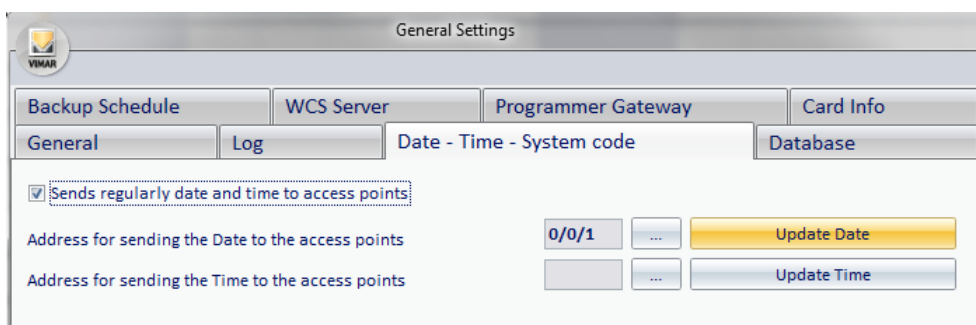 General Settings
VIMAR
Backup Schedule WCS Server Programmer Gateway Card Info
General Log Date - Time - System code Database
Sends regularly date and time to access points
Address for sending the Date to the access points 0/0/1 ... Update Date
Address for sending the Time to the access points ... Update Time